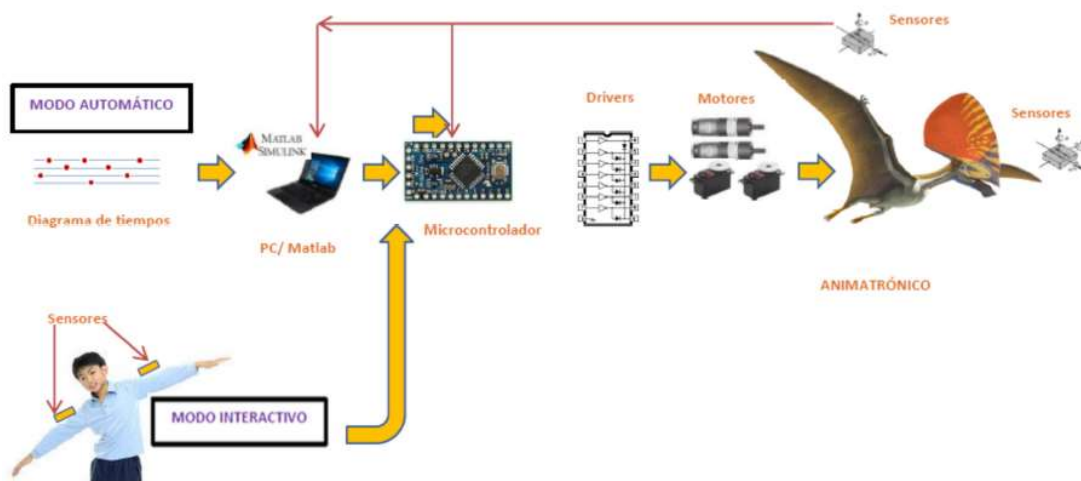 Sensores
MODO AUTOMÁTICO
Drivers
Motores
Sensores
MATLAB
SIMULINK
Diagrama de tiempos
PC/ Matlab
Microcontrolador
ANIMATRÓNICO
Sensores
MODO INTERACTIVO